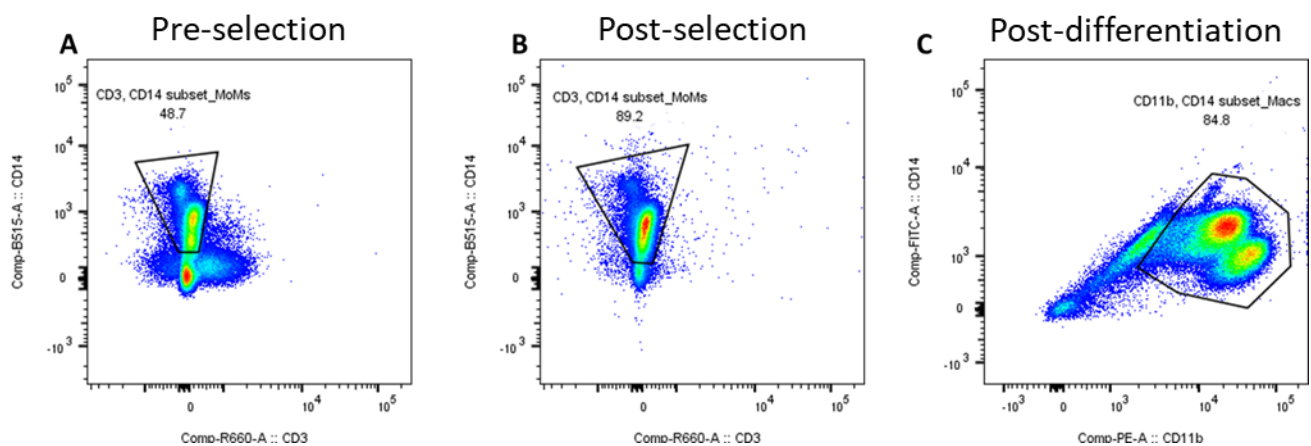 A
Pre-selection
CD3, CD14 subset_MoMs
48.7
Comp-B515-A :: CD14
10^5
10^4
10^3
0
-10^3
0
10^4
10^5
Comp-R660-A :: CD3
B
Post-selection
CD3, CD14 subset_MoMs
89.2
Comp-B515-A :: CD14
10^5
10^4
10^3
0
-10^3
0
10^4
10^5
Comp-R660-A :: CD3
C
Post-differentiation
CD11b, CD14 subset_Macs
84.8
Comp-FITC-A :: CD14
10^5
10^4
10^3
0
-10^3
-10^3
0
10^3
10^4
10^5
Comp-PE-A :: CD11b